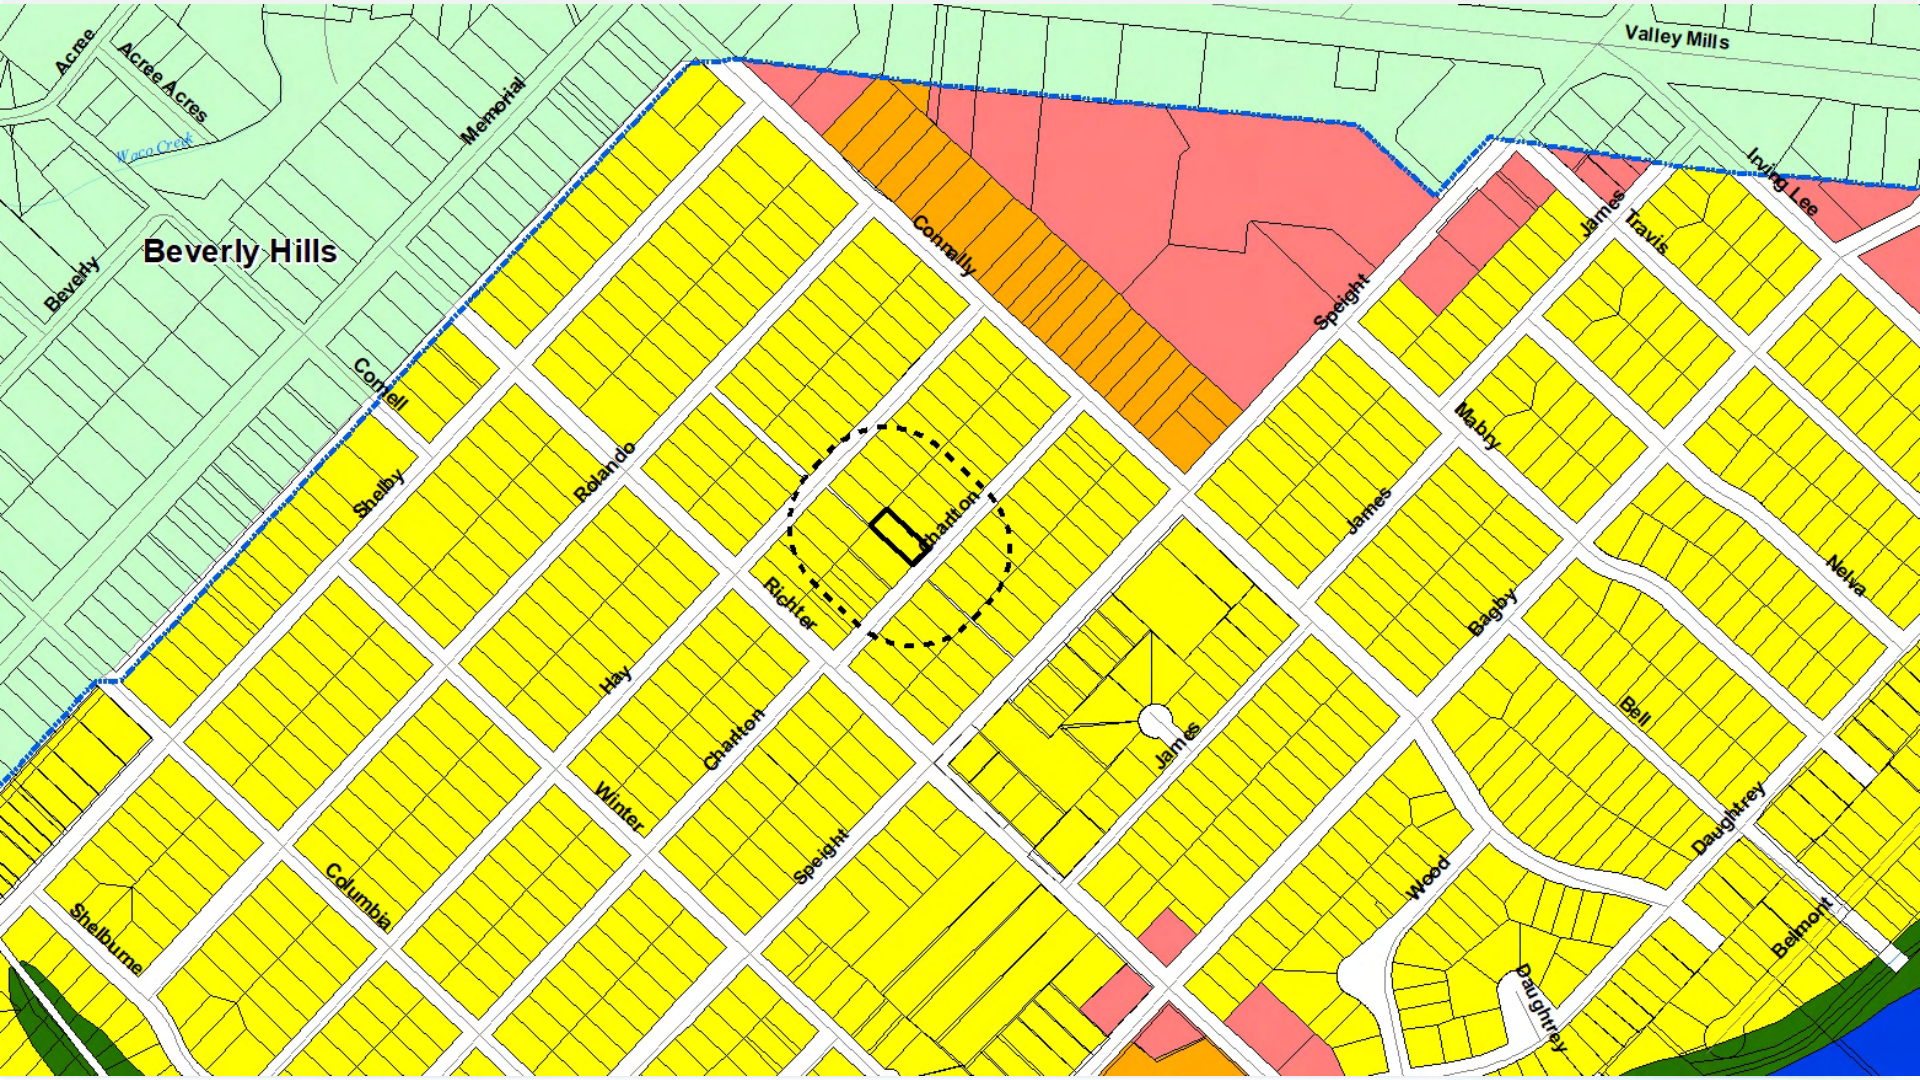 Valley Mills
Acree
Acree Acres
Memorial
Waco Creek
Irving Lee
James
Travis
Beverly Hills
Connally
Beverly
Speight
Cornell
Mabry
Rolando
Shelby
James
Charlton
Nelva
Richter
Bagby
Hay
Bell
Charlton
James
Winter
Daughtrey
Speight
Wood
Columbia
Belmont
Shelburne
Daughtrey